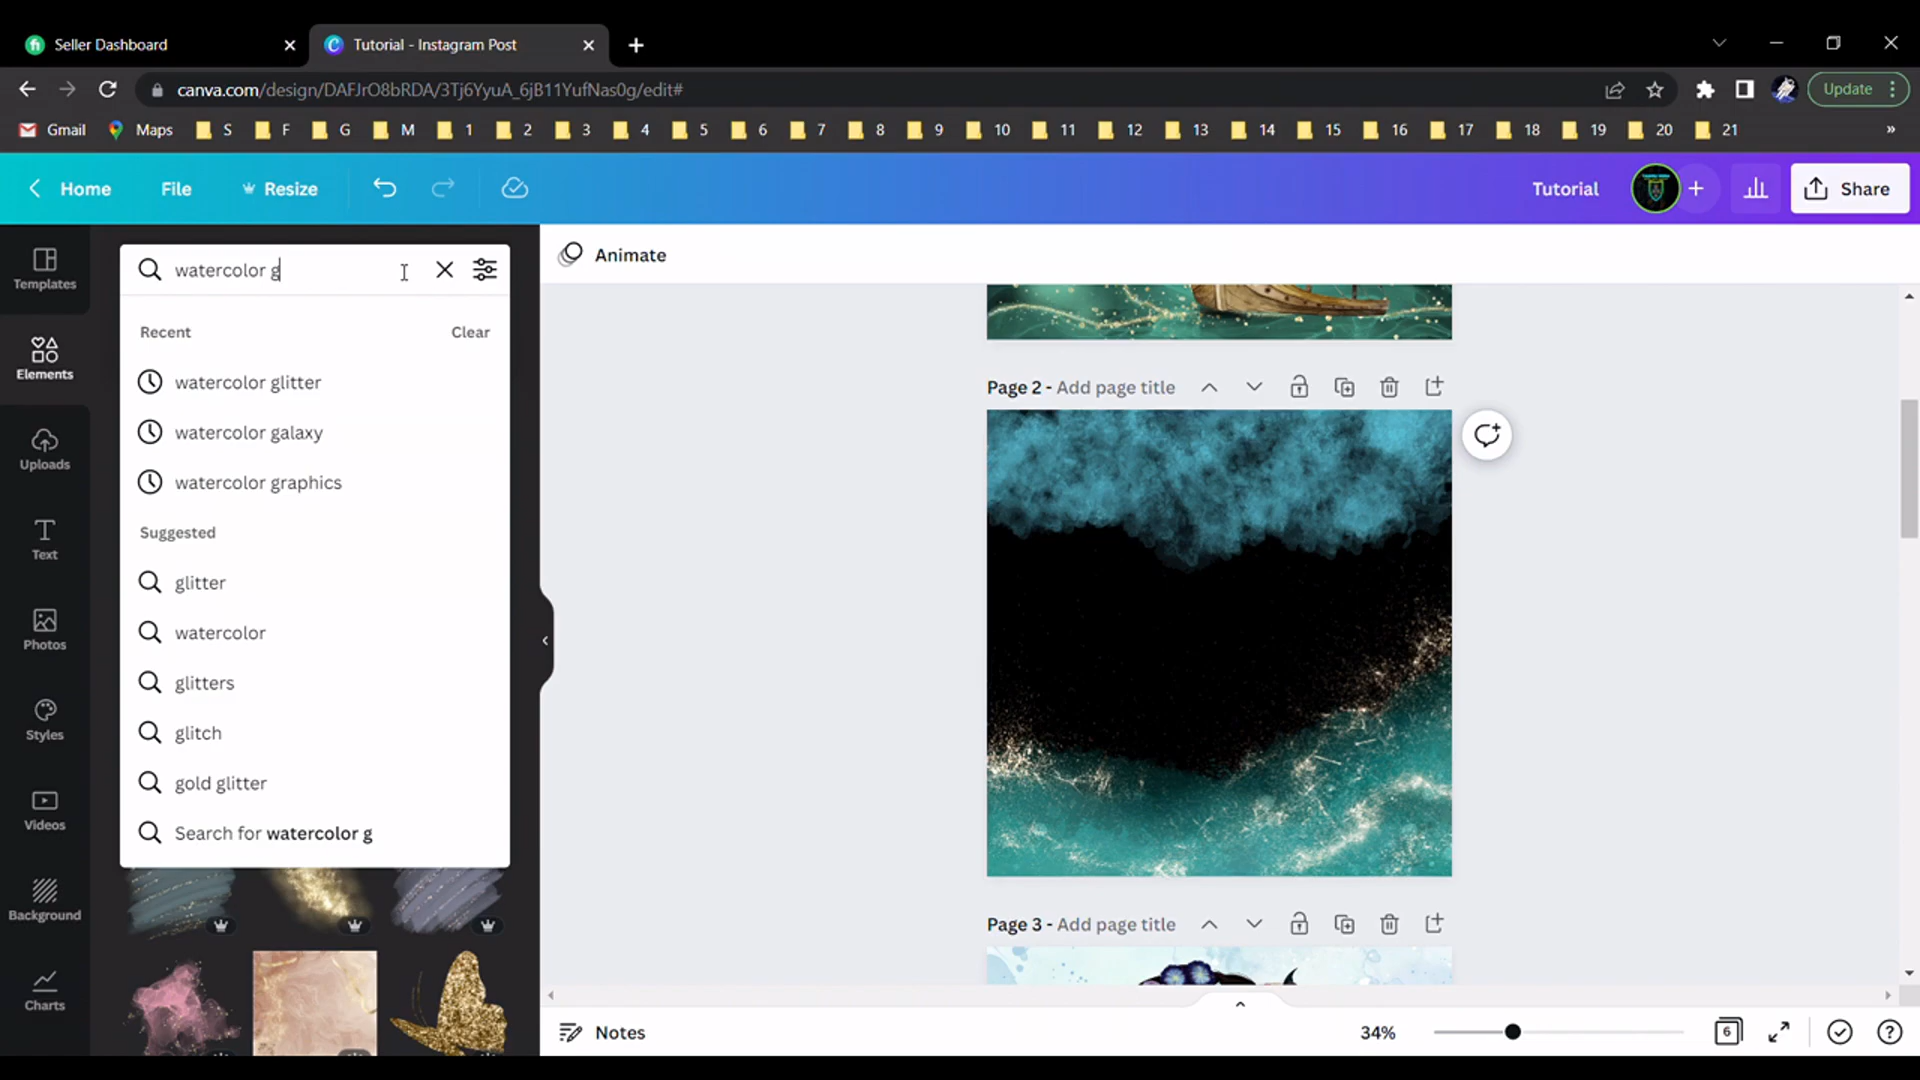 Seller Dashboard
Tutorial - Instagram Post
canva.com/design/DAFJrO8bRDA/3Tj6YyuA_6jB11YufNas0g/edit#
Update
Gmail Maps S F G M 1 2 3 4 5 6 7 8 9 10 11 12 13 14 15 16 17 18 19 20 21 »
Home File Resize Tutorial Share
Templates
Elements
Uploads
Text
Photos
Styles
Videos
Background
Charts
watercolor g
Recent Clear
watercolor glitter
watercolor galaxy
watercolor graphics
Suggested
glitter
watercolor
glitters
glitch
gold glitter
Search for watercolor g
Animate
Page 2 - Add page title
Page 3 - Add page title
Notes 34% 6